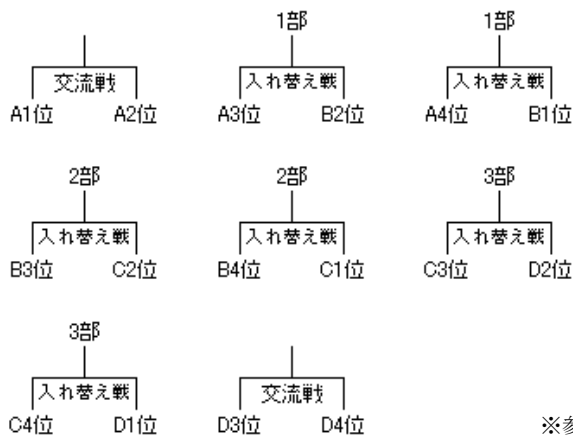 1部 1部
交流戦 入れ替え戦 入れ替え戦
A1位 A2位 A3位 B2位 A4位 B1位
2部 2部 3部
入れ替え戦 入れ替え戦 入れ替え戦
B3位 C2位 B4位 C1位 C3位 D2位
3部
入れ替え戦 交流戦
C4位 D1位 D3位 D4位 ※